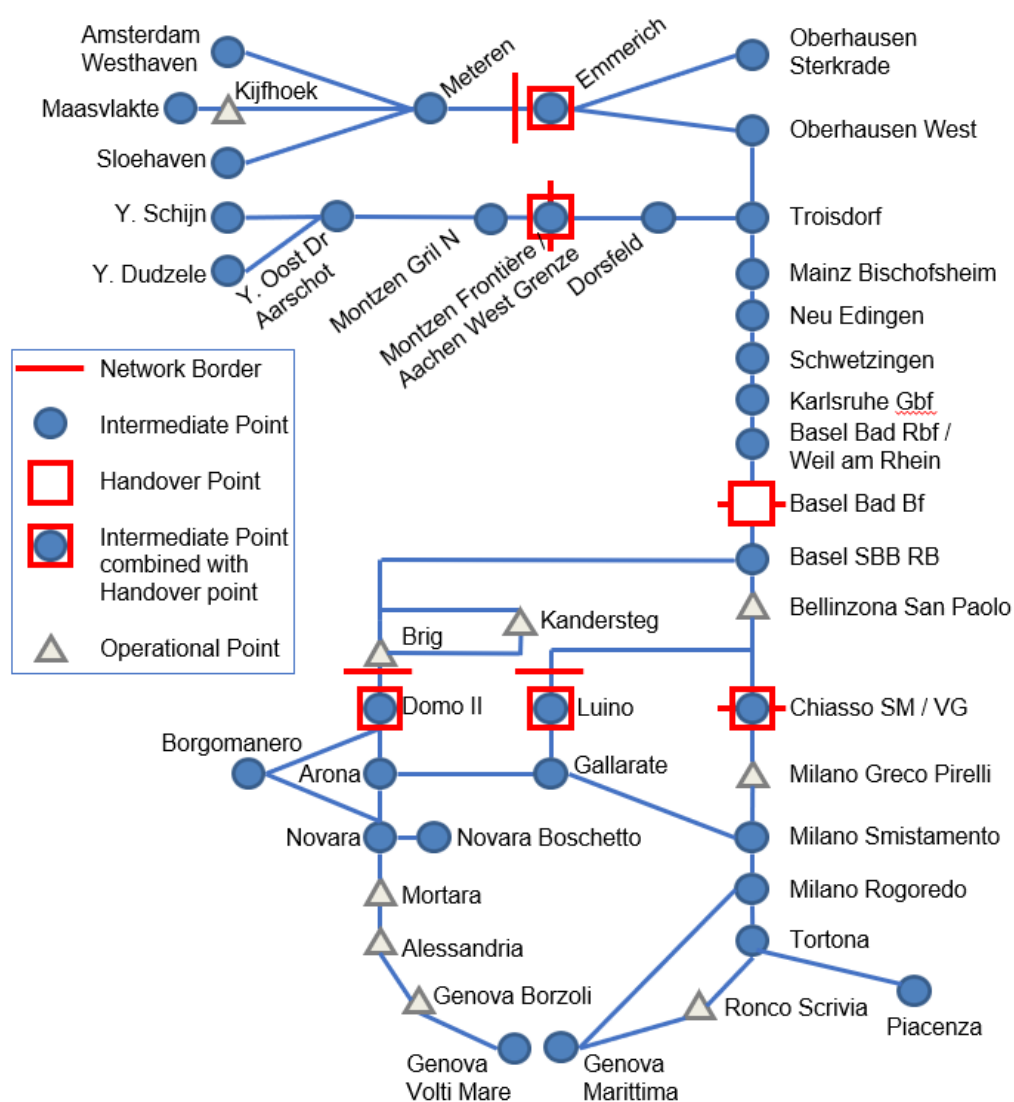 Amsterdam
Westhaven
Maasvlakte
Kijfhoek
Sloehaven
Meteren
Emmerich
Oberhausen
Sterkrade
Oberhausen West
Y. Schijn
Y. Dudzele
Y. Oost Dr
Aarschot
Montzen Gril N
Montzen Frontière /
Aachen West Grenze
Dorsfeld
Troisdorf
Mainz Bischofsheim
Neu Edingen
Schwetzingen
Karlsruhe Gbf
Basel Bad Rbf /
Weil am Rhein
Basel Bad Bf
Basel SBB RB
Bellinzona San Paolo
Network Border
Intermediate Point
Handover Point
Intermediate Point
combined with
Handover point
Operational Point
Kandersteg
Brig
Domo II
Luino
Chiasso SM / VG
Borgomanero
Arona
Gallarate
Milano Greco Pirelli
Novara
Novara Boschetto
Milano Smistamento
Mortara
Milano Rogoredo
Alessandria
Tortona
Genova Borzoli
Ronco Scrivia
Piacenza
Genova
Volti Mare
Genova
Marittima